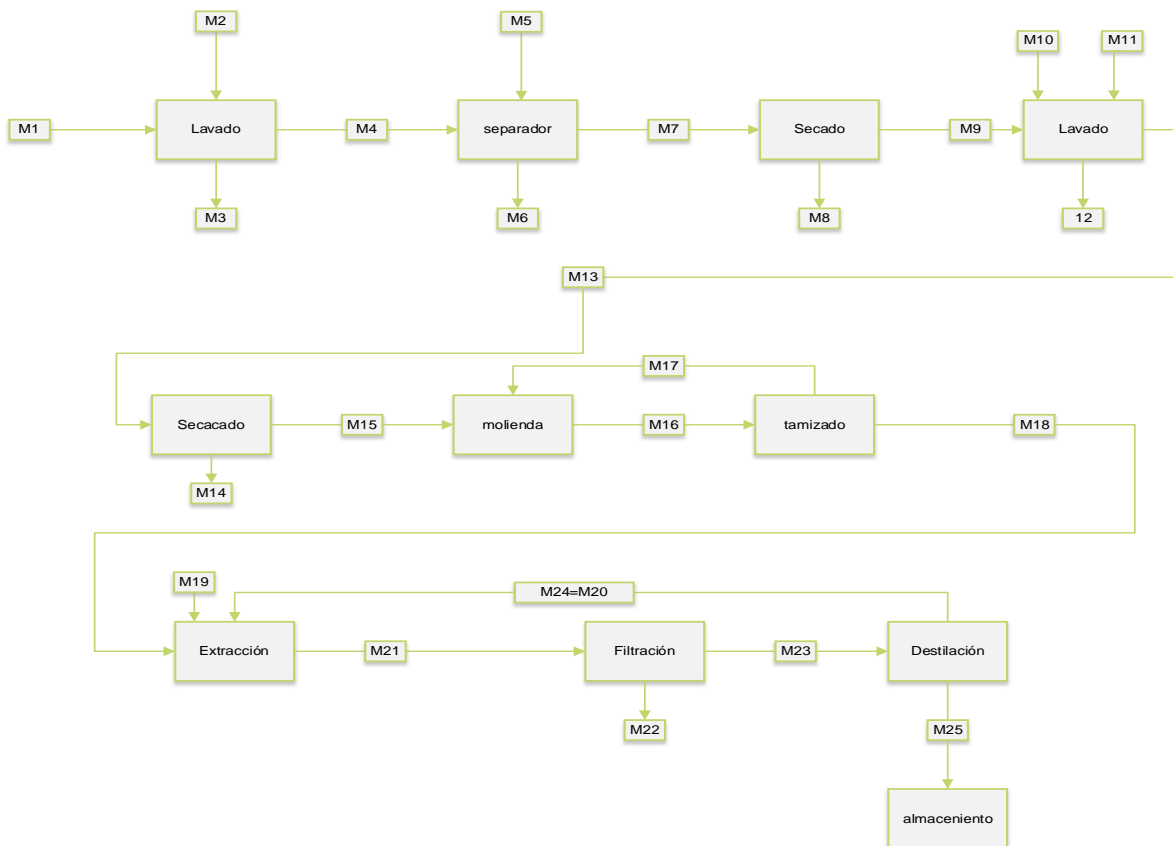 M2
M5
M10
M11
M1
Lavado
M4
separador
M7
Secado
M9
Lavado
M3
M6
M8
12
M13
M17
Secacado
M15
molienda
M16
tamizado
M18
M14
M19
M24=M20
Extracción
M21
Filtración
M23
Destilación
M22
M25
almaceniento